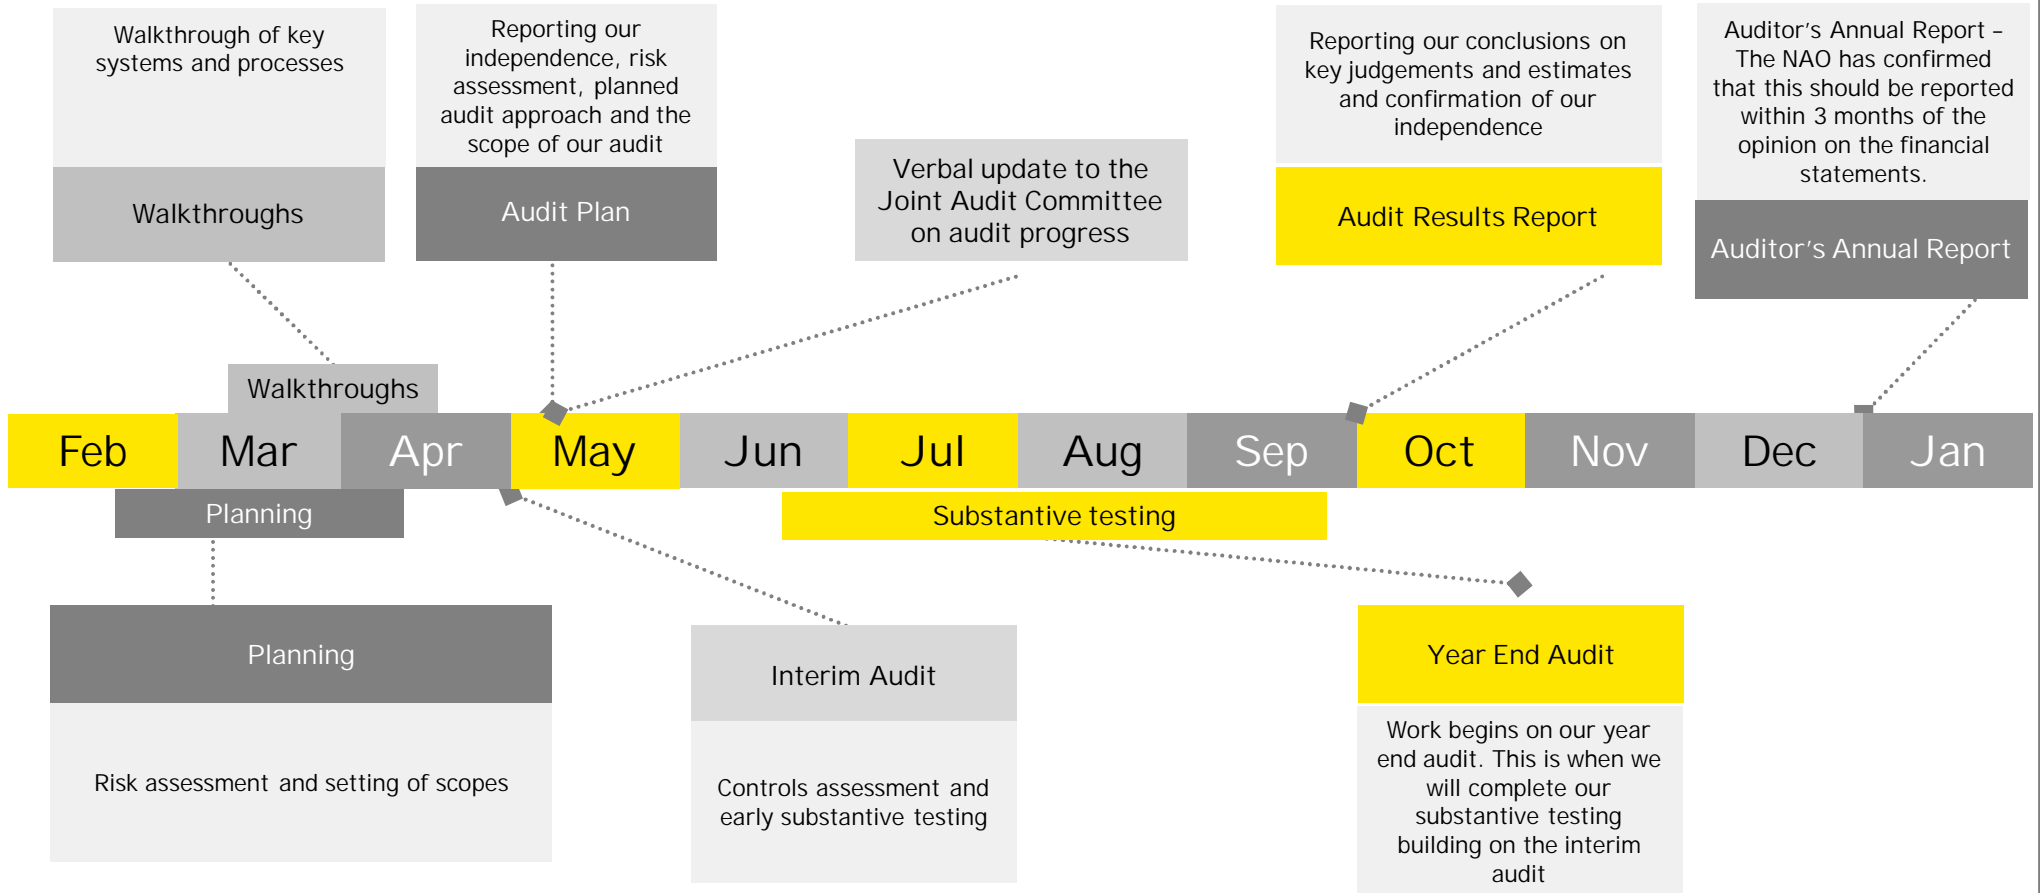 Walkthrough of key
systems and processes
Walkthroughs
Reporting our
independence, risk
assessment, planned
audit approach and the
scope of our audit
Audit Plan
Verbal update to the
Joint Audit Committee
on audit progress
Reporting our conclusions on
key judgements and estimates
and confirmation of our
independence
Audit Results Report
Auditor’s Annual Report –
The NAO has confirmed
that this should be reported
within 3 months of the
opinion on the financial
statements.
Auditor’s Annual Report
Walkthroughs
Feb Mar Apr May Jun Jul Aug Sep Oct Nov Dec Jan
Planning
Substantive testing
Planning
Risk assessment and setting of scopes
Interim Audit
Controls assessment and
early substantive testing
Year End Audit
Work begins on our year
end audit. This is when we
will complete our
substantive testing
building on the interim
audit